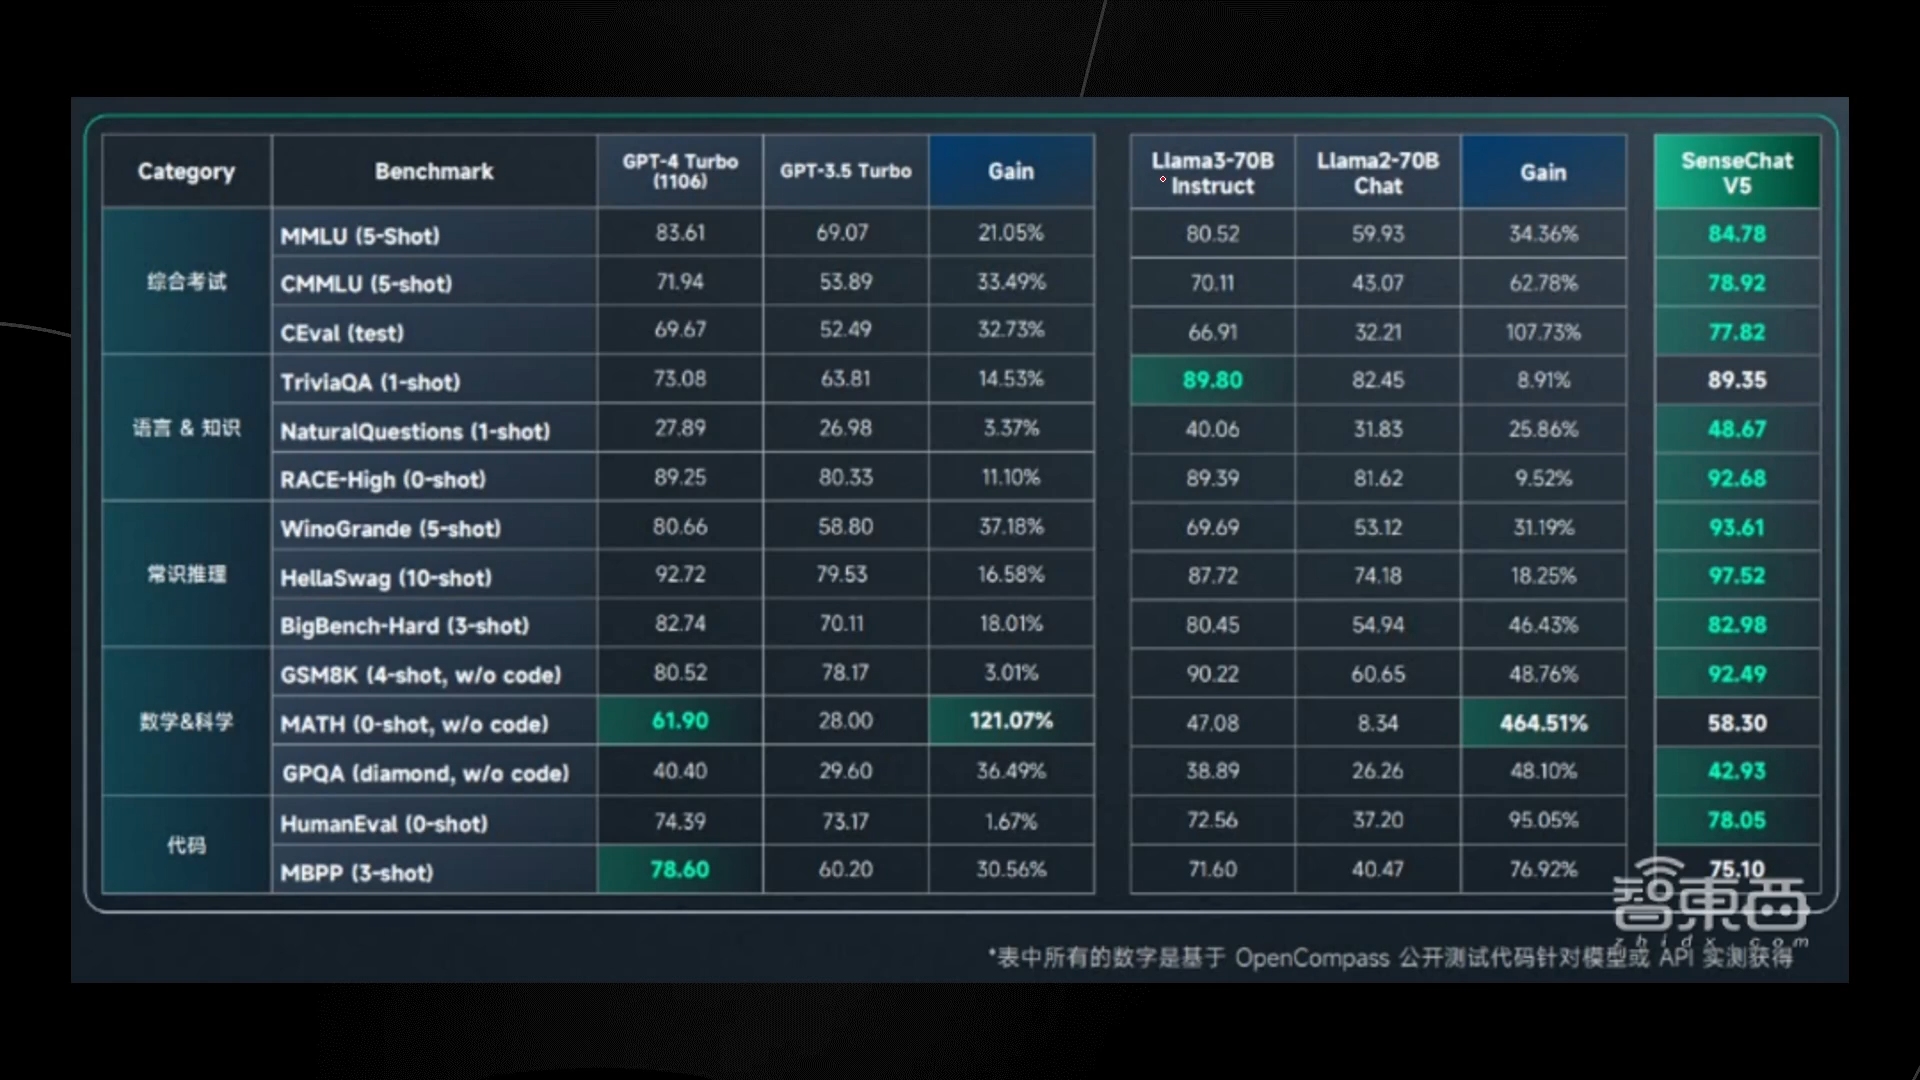 Category Benchmark GPT-4 Turbo (1106) GPT-3.5 Turbo Gain Llama3-70B Instruct Llama2-70B Chat Gain SenseChat V5
综合考试
MMLU (5-Shot) 83.61 69.07 21.05% 80.52 59.93 34.36% 84.78
CMMLU (5-shot) 71.94 53.89 33.49% 70.11 43.07 62.78% 78.92
CEval (test) 69.67 52.49 32.73% 66.91 32.21 107.73% 77.82
语言 & 知识
TriviaQA (1-shot) 73.08 63.81 14.53% 89.80 82.45 8.91% 89.35
NaturalQuestions (1-shot) 27.89 26.98 3.37% 40.06 31.83 25.86% 48.67
RACE-High (0-shot) 89.25 80.33 11.10% 89.39 81.62 9.52% 92.68
常识推理
WinoGrande (5-shot) 80.66 58.80 37.18% 69.69 53.12 31.19% 93.61
HellaSwag (10-shot) 92.72 79.53 16.58% 87.72 74.18 18.25% 97.52
BigBench-Hard (3-shot) 82.74 70.11 18.01% 80.45 54.94 46.43% 82.98
数学&科学
GSM8K (4-shot, w/o code) 80.52 78.17 3.01% 90.22 60.65 48.76% 92.49
MATH (0-shot, w/o code) 61.90 28.00 121.07% 47.08 8.34 464.51% 58.30
GPQA (diamond, w/o code) 40.40 29.60 36.49% 38.89 26.26 48.10% 42.93
代码
HumanEval (0-shot) 74.39 73.17 1.67% 72.56 37.20 95.05% 78.05
MBPP (3-shot) 78.60 60.20 30.56% 71.60 40.47 76.92% 75.10
智東西
zhidx.com
*表中所有的数字是基于 OpenCompass 公开测试代码针对模型或 API 实测获得